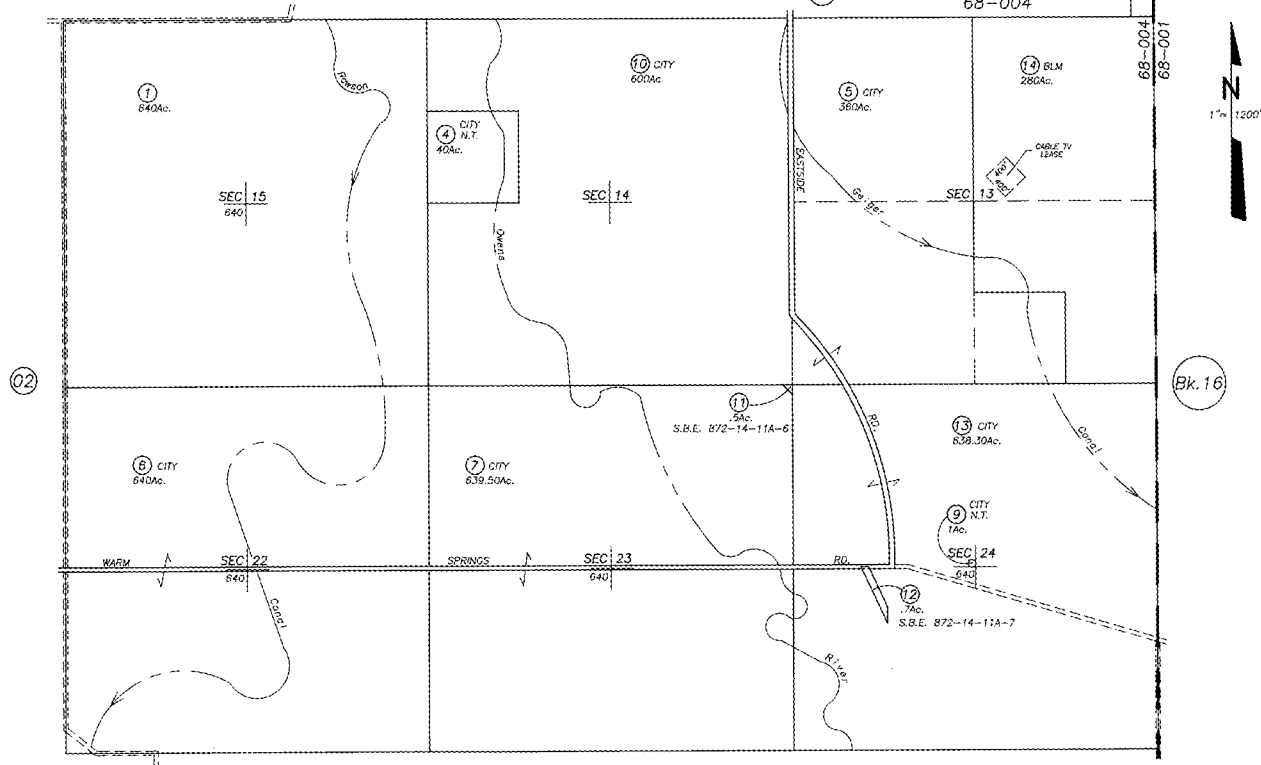 68-004
68-004
68-001
N
1"= 1200'
1
640Ac.
Rawson
10 CITY
600Ac.
4 CITY
N.T.
40Ac.
5 CITY
360Ac.
14 BLM
280Ac.
CABLE TV
LEASE
400'
400'
EASTSIDE
SEC 15
640
SEC 14
SEC 13
Geiger
Owens
02
Bk.16
11
.5Ac.
S.B.E. 872-14-11A-6
RD.
13 CITY
638.30Ac.
Canal
6 CITY
640Ac.
7 CITY
639.50Ac.
9 CITY
N.T.
1Ac.
WARM
SEC 22
640
SPRINGS
SEC 23
640
RD.
SEC 24
640
Canal
12
.7Ac.
S.B.E. 872-14-11A-7
River